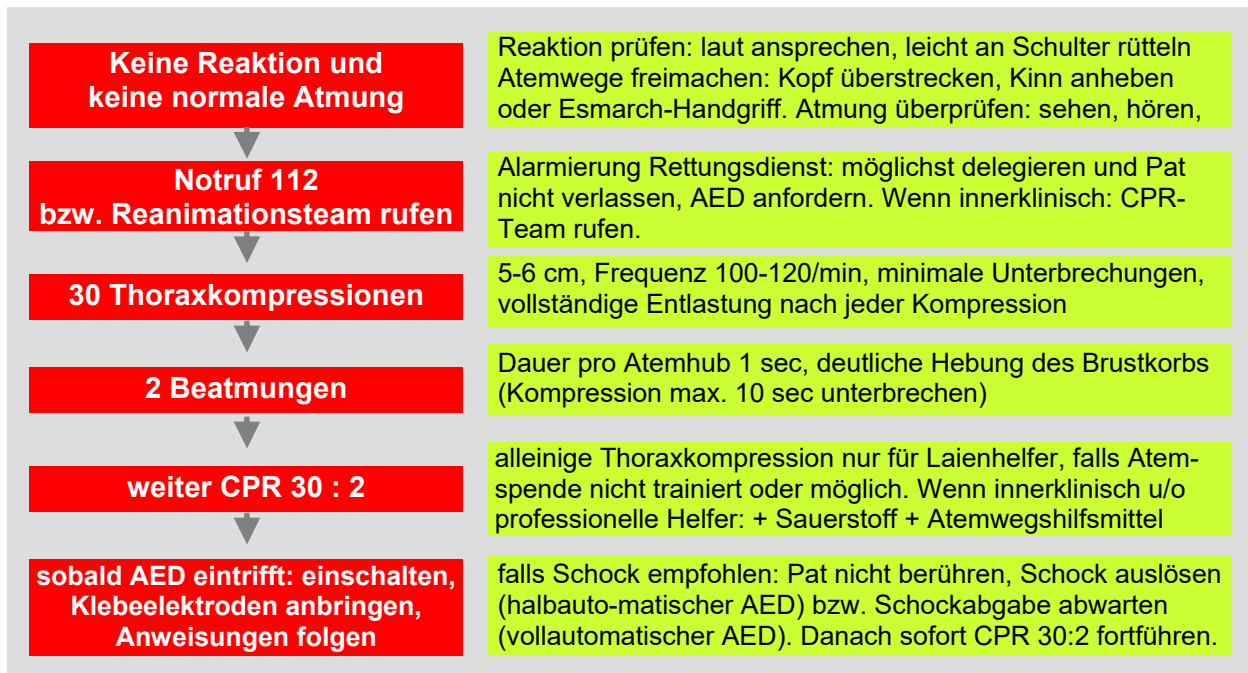 Keine Reaktion und
keine normale Atmung
Reaktion prüfen: laut ansprechen, leicht an Schulter rütteln
Atemwege freimachen: Kopf überstrecken, Kinn anheben
oder Esmarch-Handgriff. Atmung überprüfen: sehen, hören,
Notruf 112
bzw. Reanimationsteam rufen
Alarmierung Rettungsdienst: möglichst delegieren und Pat
nicht verlassen, AED anfordern. Wenn innerklinisch: CPR-
Team rufen.
30 Thoraxkompressionen
5-6 cm, Frequenz 100-120/min, minimale Unterbrechungen,
vollständige Entlastung nach jeder Kompression
2 Beatmungen
Dauer pro Atemhub 1 sec, deutliche Hebung des Brustkorbs
(Kompression max. 10 sec unterbrechen)
weiter CPR 30 : 2
alleinige Thoraxkompression nur für Laienhelfer, falls Atem-
spende nicht trainiert oder möglich. Wenn innerklinisch u/o
professionelle Helfer: + Sauerstoff + Atemwegshilfsmittel
sobald AED eintrifft: einschalten,
Klebeelektroden anbringen,
Anweisungen folgen
falls Schock empfohlen: Pat nicht berühren, Schock auslösen
(halbauto-matischer AED) bzw. Schockabgabe abwarten
(vollautomatischer AED). Danach sofort CPR 30:2 fortführen.